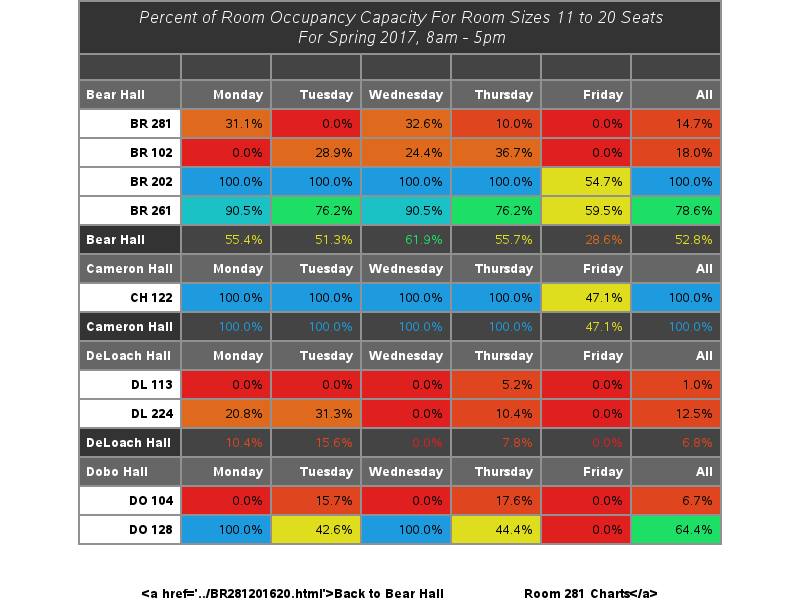 Percent of Room Occupancy Capacity For Room Sizes 11 to 20 Seats
For Spring 2017, 8am - 5pm
Bear Hall Monday Tuesday Wednesday Thursday Friday All
BR 281 31.1% 0.0% 32.6% 10.0% 0.0% 14.7%
BR 102 0.0% 28.9% 24.4% 36.7% 0.0% 18.0%
BR 202 100.0% 100.0% 100.0% 100.0% 54.7% 100.0%
BR 261 90.5% 76.2% 90.5% 76.2% 59.5% 78.6%
Bear Hall 55.4% 51.3% 61.9% 55.7% 28.6% 52.8%
Cameron Hall Monday Tuesday Wednesday Thursday Friday All
CH 122 100.0% 100.0% 100.0% 100.0% 47.1% 100.0%
Cameron Hall 100.0% 100.0% 100.0% 100.0% 47.1% 100.0%
DeLoach Hall Monday Tuesday Wednesday Thursday Friday All
DL 113 0.0% 0.0% 0.0% 5.2% 0.0% 1.0%
DL 224 20.8% 31.3% 0.0% 10.4% 0.0% 12.5%
DeLoach Hall 10.4% 15.6% 0.0% 7.8% 0.0% 6.8%
Dobo Hall Monday Tuesday Wednesday Thursday Friday All
DO 104 0.0% 15.7% 0.0% 17.6% 0.0% 6.7%
DO 128 100.0% 42.6% 100.0% 44.4% 0.0% 64.4%
<a href='../BR281201620.html'>Back to Bear Hall Room 281 Charts</a>